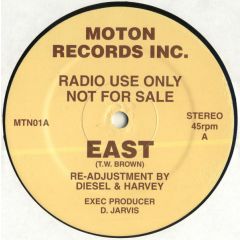 MOTON
RECORDS INC.
RADIO USE ONLY
NOT FOR SALE
MTN01A
STEREO
45rpm
A
EAST
(T.W. BROWN)
RE-ADJUSTMENT BY
DIESEL & HARVEY
EXEC PRODUCER
D. JARVIS